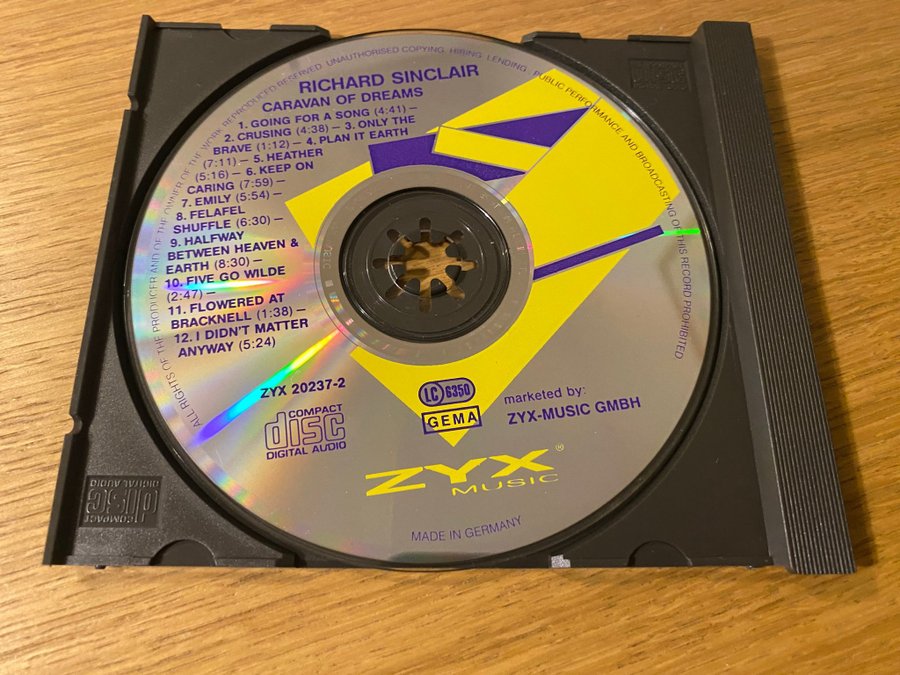 RICHARD SINCLAIR
CARAVAN OF DREAMS
1. GOING FOR A SONG (4:41) –
2. CRUSING (4:38) – 3. ONLY THE
BRAVE (1:12) – 4. PLAN IT EARTH
(7:11) – 5. HEATHER
(5:16) – 6. KEEP ON
CARING (7:59) –
7. EMILY (5:54) –
8. FELAFEL
SHUFFLE (6:30) –
9. HALFWAY
BETWEEN HEAVEN &
EARTH (8:30) –
10. FIVE GO WILDE
(2:47) –
11. FLOWERED AT
BRACKNELL (1:38) –
12. I DIDN'T MATTER
ANYWAY (5:24)
ZYX 20237-2
COMPACT
disc
DIGITAL AUDIO
LC 6350
GEMA
marketed by:
ZYX-MUSIC GMBH
ZYX®
MUSIC
MADE IN GERMANY
ALL RIGHTS OF THE PRODUCER AND OF THE OWNER OF THE WORK REPRODUCED RESERVED. UNAUTHORISED COPYING, HIRING, LENDING, PUBLIC PERFORMANCE AND BROADCASTING OF THIS RECORD PROHIBITED
COMPACT
disc
DIGITAL AUDIO